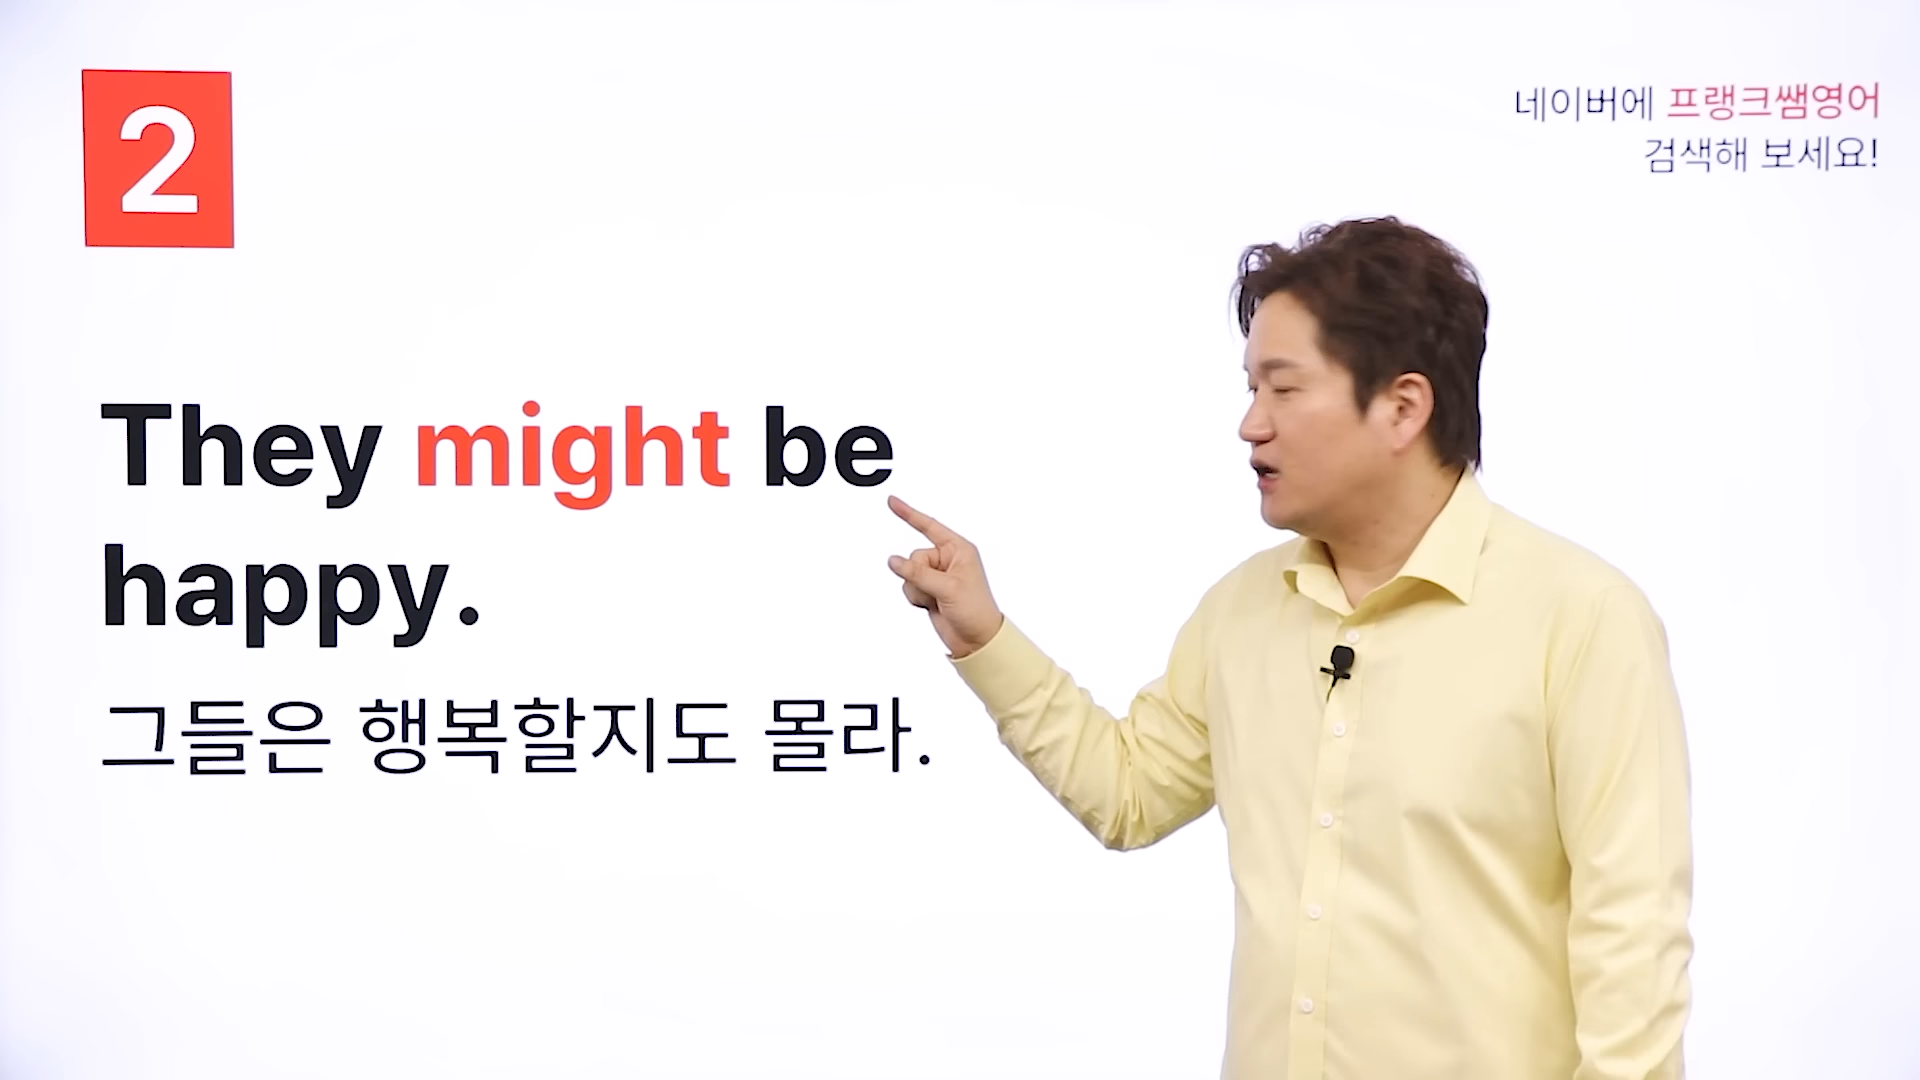 2
네이버에 프랭크쌤영어
검색해 보세요!
They might be
happy.
그들은 행복할지도 몰라.